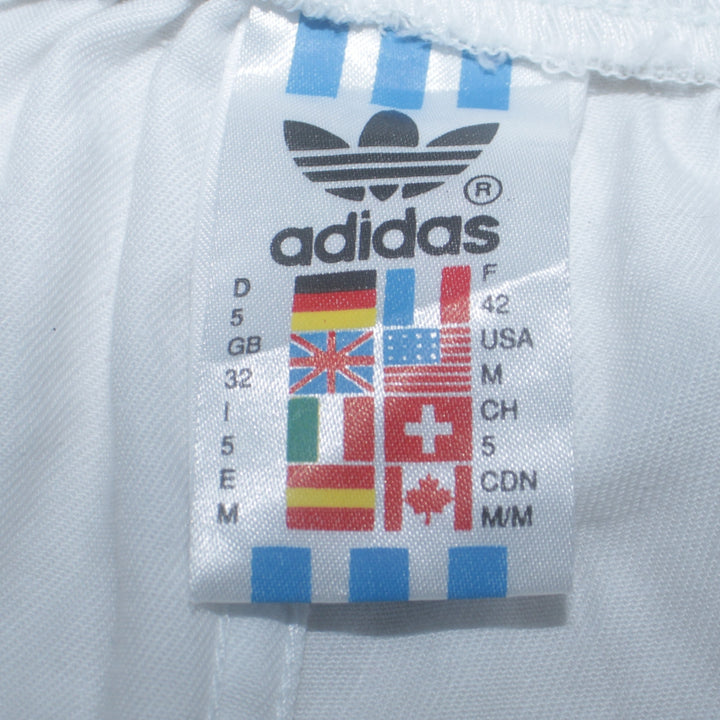 ®
adidas
D F
5 42
GB USA
32 M
I CH
5 5
E CDN
M M/M